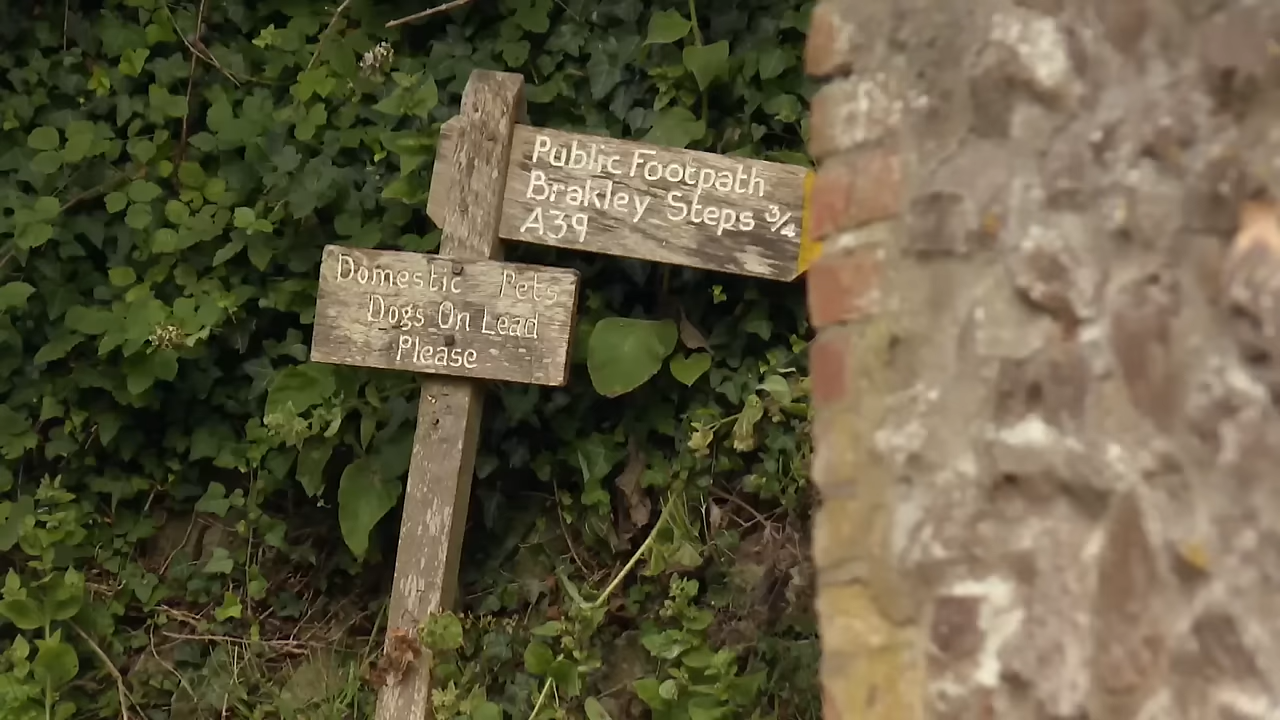 Public Footpath
Brakley Steps 3/4
A39
Domestic Pets
Dogs On Lead
Please